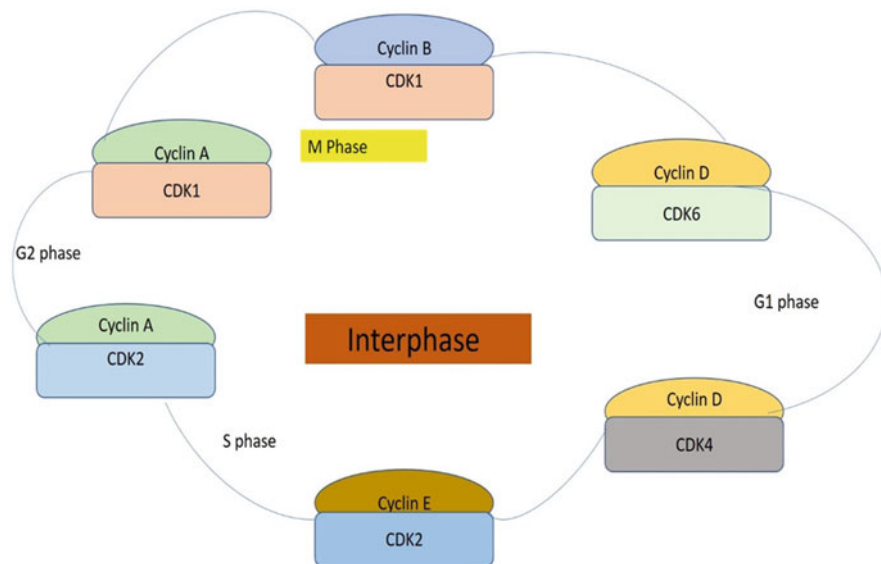 Cyclin B
CDK1
M Phase
Cyclin A
CDK1
Cyclin D
CDK6
G2 phase
G1 phase
Cyclin A
CDK2
Interphase
Cyclin D
CDK4
S phase
Cyclin E
CDK2